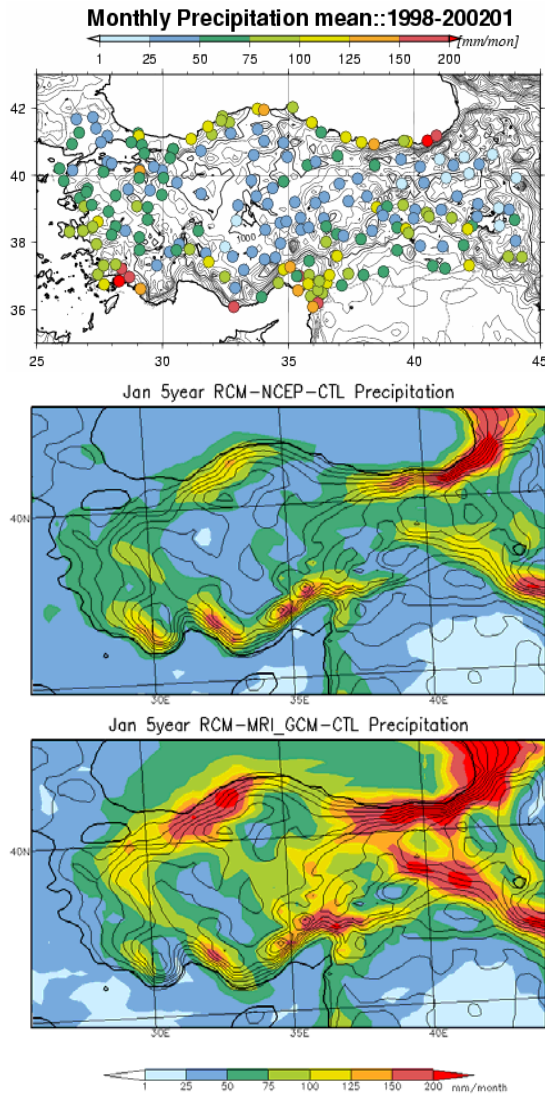 Monthly Precipitation mean::1998-200201
[mm/mon]
1 25 50 75 100 125 150 200
42
40
38
36
1000
25 30 35 40 45
Jan 5year RCM-NCEP-CTL Precipitation
40N
30E 35E 40E
Jan 5year RCM-MRI_GCM-CTL Precipitation
40N
30E 35E 40E
1 25 50 75 100 125 150 200 mm/month